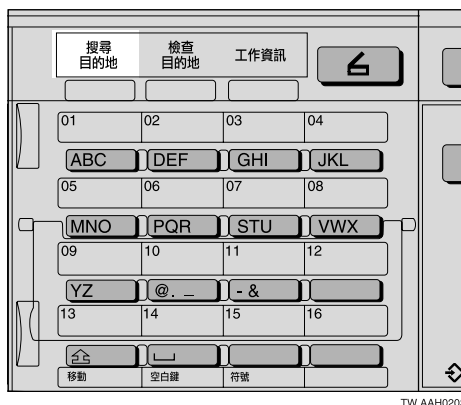 搜尋
目的地
檢查
目的地
工作資訊
01 02 03 04
ABC DEF GHI JKL
05 06 07 08
MNO PQR STU VWX
09 10 11 12
YZ @. _ - &
13 14 15 16
移動 空白鍵 符號